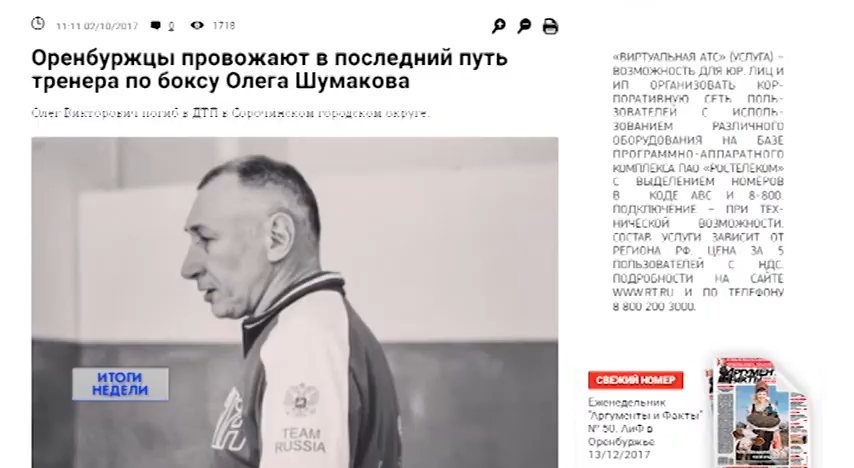 11:11 02/10/2017 0 1718
Оренбуржцы провожают в последний путь
тренера по боксу Олега Шумакова
Олег Викторович погиб в ДТП в Сорочинском городском округе.
ИТОГИ
НЕДЕЛИ
TEAM
RUSSIA
«ВИРТУАЛЬНАЯ АТС» (УСЛУГА) –
ВОЗМОЖНОСТЬ ДЛЯ ЮР. ЛИЦ И
ИП ОРГАНИЗОВАТЬ КОР-
ПОРАТИВНУЮ СЕТЬ ПОЛЬ-
ЗОВАТЕЛЕЙ С ИСПОЛЬ-
ЗОВАНИЕМ РАЗЛИЧНОГО
ОБОРУДОВАНИЯ НА БАЗЕ
ПРОГРАММНО-АППАРАТНОГО
КОМПЛЕКСА ПАО «РОСТЕЛЕКОМ»
С ВЫДЕЛЕНИЕМ НОМЕРОВ
В КОДЕ АВС И 8-800.
ПОДКЛЮЧЕНИЕ – ПРИ ТЕХ-
НИЧЕСКОЙ ВОЗМОЖНОСТИ.
СОСТАВ УСЛУГИ ЗАВИСИТ ОТ
РЕГИОНА РФ. ЦЕНА ЗА 5
ПОЛЬЗОВАТЕЛЕЙ С НДС.
ПОДРОБНОСТИ НА САЙТЕ
WWW.RT.RU И ПО ТЕЛЕФОНУ
8 800 200 3000.
СВЕЖИЙ НОМЕР
Еженедельник
"Аргументы и Факты"
№ 50. АиФ в
Оренбуржье
13/12/2017